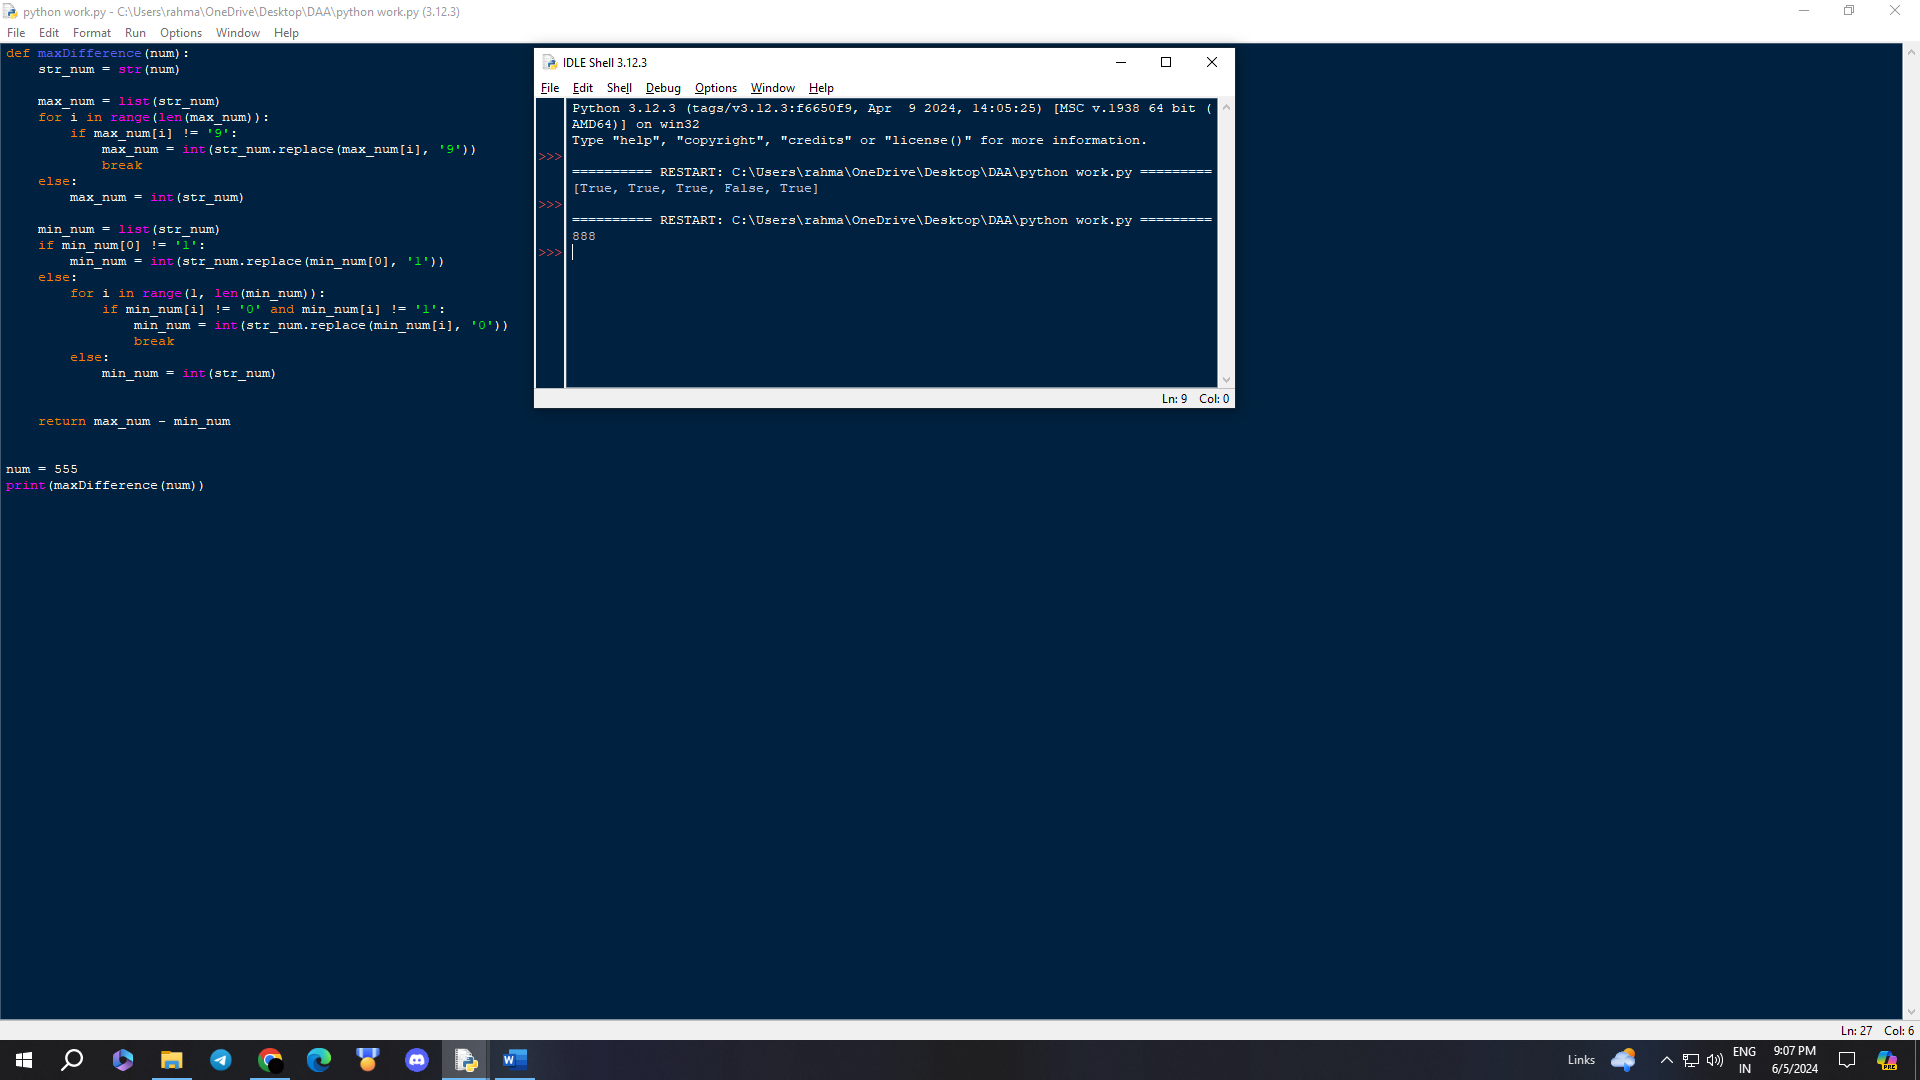 python work.py - C:\Users\rahma\OneDrive\Desktop\DAA\python work.py (3.12.3)
File Edit Format Run Options Window Help
def maxDifference(num):
    str_num = str(num)

    max_num = list(str_num)
    for i in range(len(max_num)):
        if max_num[i] != '9':
            max_num = int(str_num.replace(max_num[i], '9'))
            break
    else:
        max_num = int(str_num)

    min_num = list(str_num)
    if min_num[0] != '1':
        min_num = int(str_num.replace(min_num[0], '1'))
    else:
        for i in range(1, len(min_num)):
            if min_num[i] != '0' and min_num[i] != '1':
                min_num = int(str_num.replace(min_num[i], '0'))
                break
        else:
            min_num = int(str_num)

    return max_num - min_num

num = 555
print(maxDifference(num))
IDLE Shell 3.12.3
File Edit Shell Debug Options Window Help
Python 3.12.3 (tags/v3.12.3:f6650f9, Apr  9 2024, 14:05:25) [MSC v.1938 64 bit (
AMD64)] on win32
Type "help", "copyright", "credits" or "license()" for more information.
>>>
========== RESTART: C:\Users\rahma\OneDrive\Desktop\DAA\python work.py =========
[True, True, True, False, True]
>>>
========== RESTART: C:\Users\rahma\OneDrive\Desktop\DAA\python work.py =========
888
>>>
Ln: 9 Col: 0
Ln: 27 Col: 6
Links
ENG
IN
9:07 PM
6/5/2024
PRE